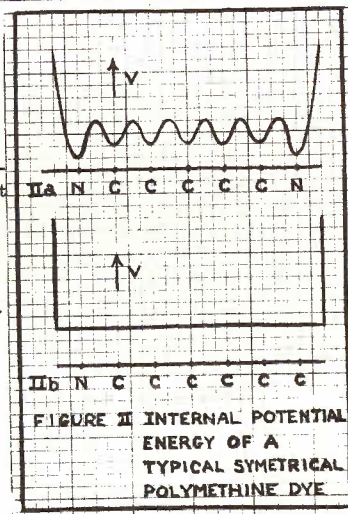 V
IIa N C C C C C N
V
IIb N C C C C C C
FIGURE II INTERNAL POTENTIAL
ENERGY OF A
TYPICAL SYMETRICAL
POLYMETHINE DYE